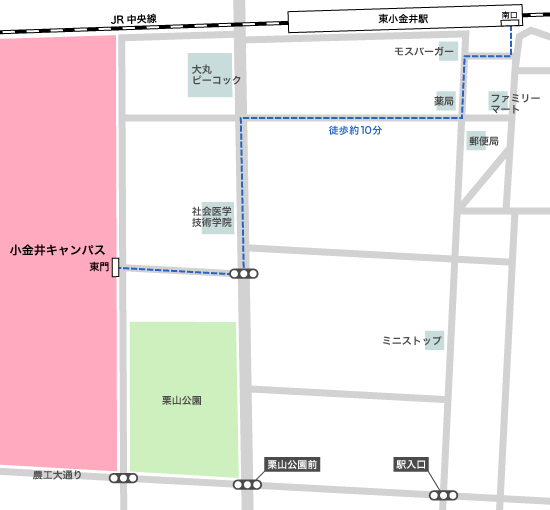 JR 中央線
東小金井駅
南口
モスバーガー
大丸
ピーコック
薬局
ファミリー
マート
徒歩約10分
郵便局
社会医学
技術学院
小金井キャンパス
東門
ミニストップ
栗山公園
栗山公園前
駅入口
農工大通り